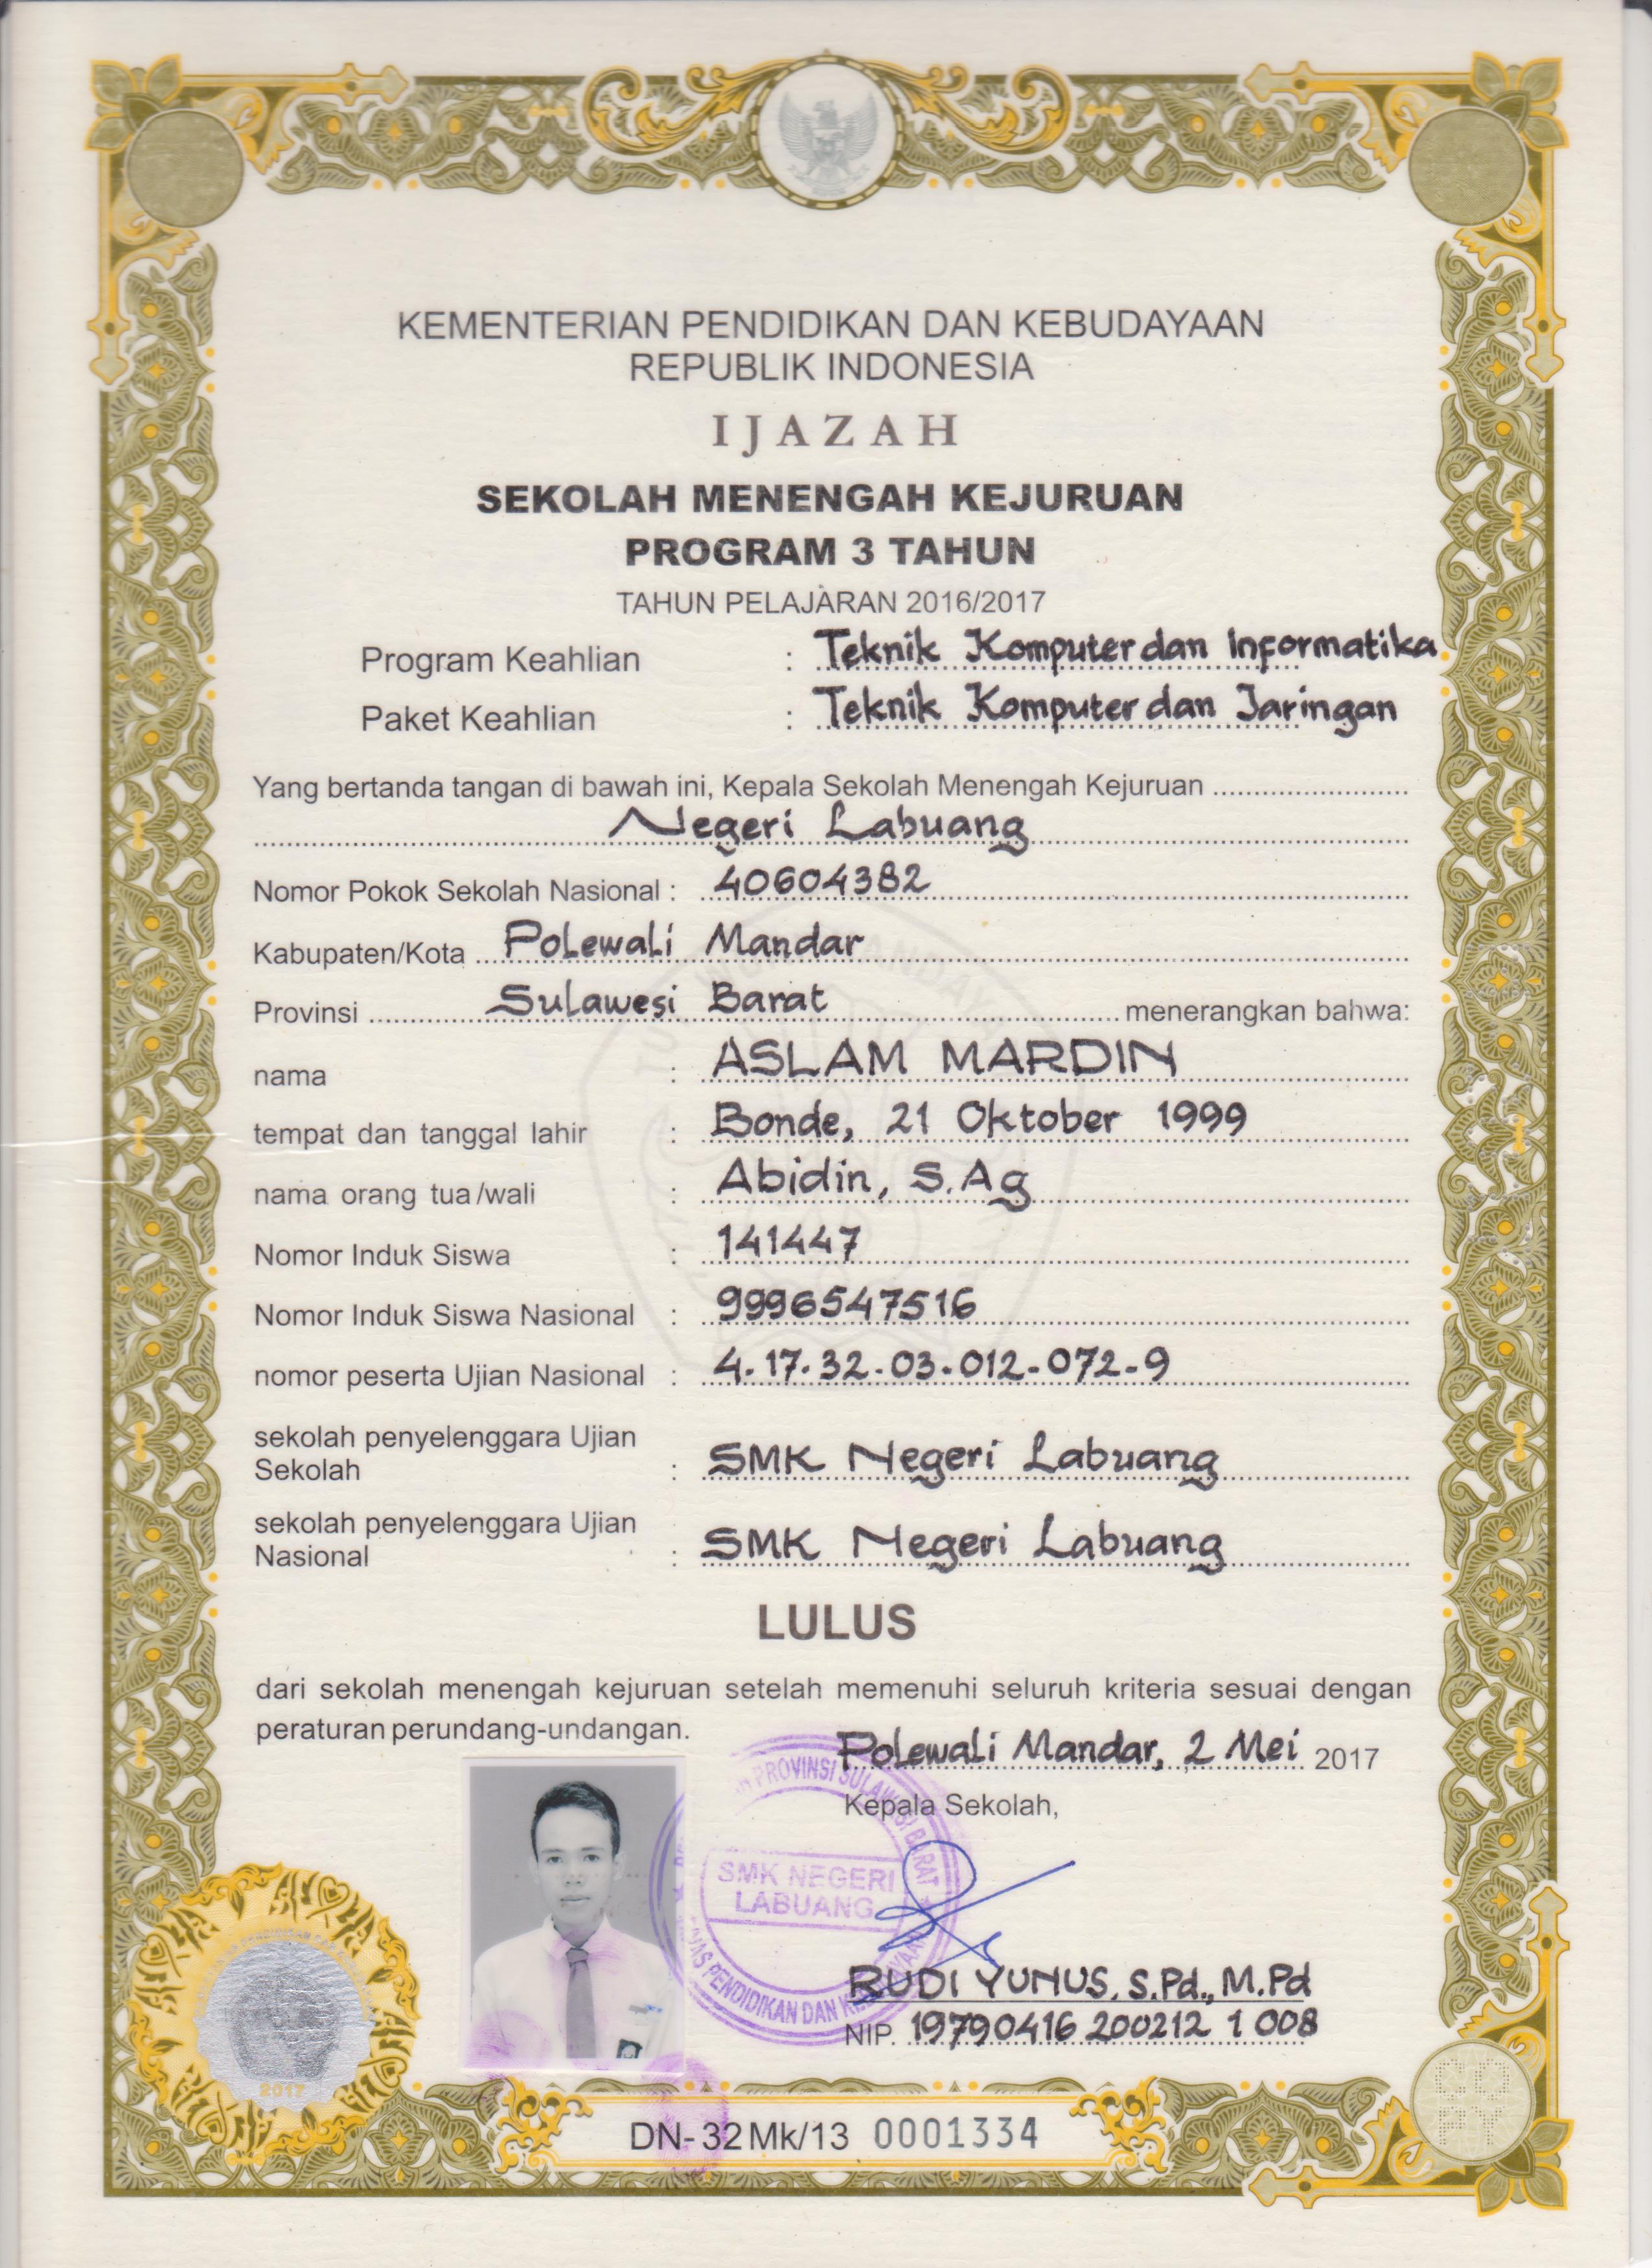 KEMENTERIAN PENDIDIKAN DAN KEBUDAYAAN
REPUBLIK INDONESIA
IJAZAH
SEKOLAH MENENGAH KEJURUAN
PROGRAM 3 TAHUN
TAHUN PELAJARAN 2016/2017
Program Keahlian : Teknik Komputer dan Informatika
Paket Keahlian : Teknik Komputer dan Jaringan
Yang bertanda tangan di bawah ini, Kepala Sekolah Menengah Kejuruan
Negeri Labuang
Nomor Pokok Sekolah Nasional : 40604382
Kabupaten/Kota Polewali Mandar
Provinsi Sulawesi Barat menerangkan bahwa:
nama : ASLAM MARDIN
tempat dan tanggal lahir : Bonde, 21 Oktober 1999
nama orang tua/wali : Abidin, S.Ag
Nomor Induk Siswa : 141447
Nomor Induk Siswa Nasional : 9996547516
nomor peserta Ujian Nasional : 4-17-32-03-012-072-9
sekolah penyelenggara Ujian
Sekolah : SMK Negeri Labuang
sekolah penyelenggara Ujian
Nasional : SMK Negeri Labuang
LULUS
dari sekolah menengah kejuruan setelah memenuhi seluruh kriteria sesuai dengan
peraturan perundang-undangan.
Polewali Mandar, 2 Mei 2017
Kepala Sekolah,
PROVINSI SULAWESI BARAT
SMK NEGERI
LABUANG
PENDIDIKAN DAN
RUDI YUNUS, S.Pd., M.Pd
NIP. 19790416 200212 1 008
2017
DN-32 Mk/13 0001334